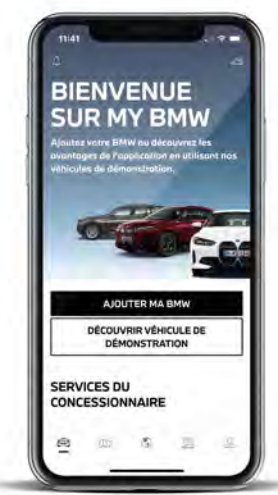 11:41
BIENVENUE
SUR MY BMW
Ajoutez votre BMW ou découvrez les
avantages de l'application en utilisant nos
véhicules de démonstration.
AJOUTER MA BMW
DÉCOUVRIR VÉHICULE DE
DÉMONSTRATION
SERVICES DU
CONCESSIONNAIRE